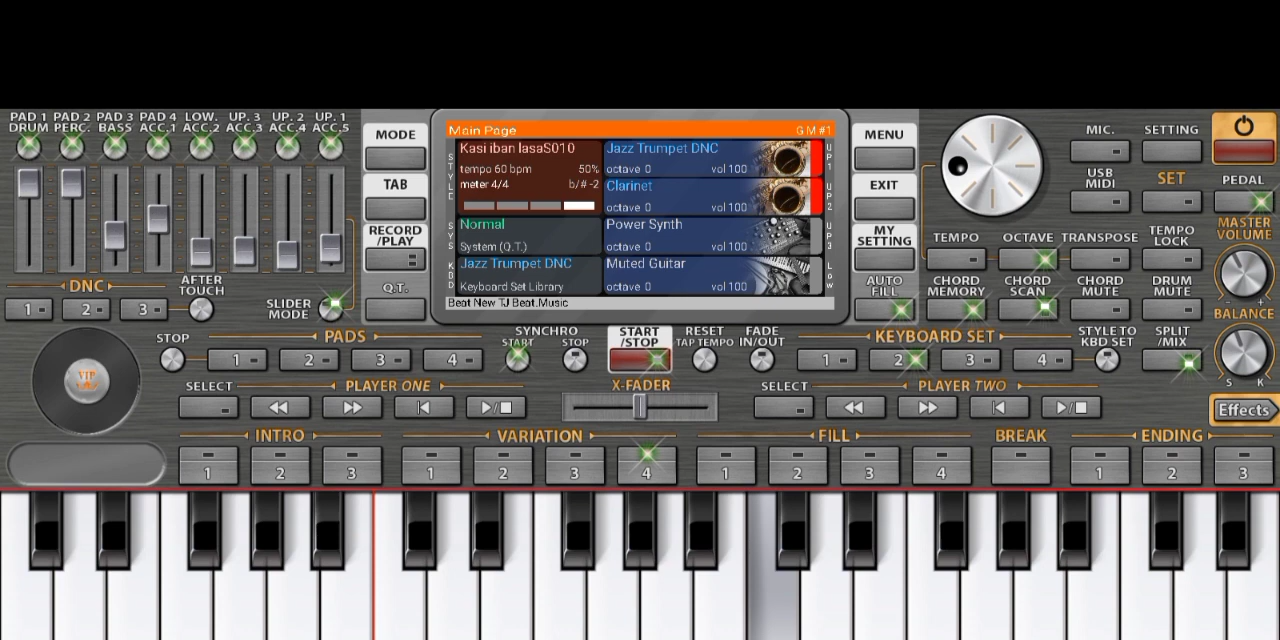 PAD 1 PAD 2 PAD 3 PAD 4 LOW. UP. 3 UP. 2 UP. 1
DRUM PERC. BASS ACC.1 ACC.2 ACC.3 ACC.4 ACC.5
MODE
TAB
RECORD
/PLAY
Q.T.
DNC
1 2 3
AFTER
TOUCH
SLIDER
MODE
Main Page GM#1
STYLE
Kasi iban lasaS010
tempo 60 bpm 50%
meter 4/4 b/# -2
SYS
Normal
System (Q.T.)
KBD
Jazz Trumpet DNC
Keyboard Set Library
Jazz Trumpet DNC
octave 0 vol 100
UP1
Clarinet
octave 0 vol 100
UP2
Power Synth
octave 0 vol 100
UP3
Muted Guitar
octave 0 vol 100
Low
Beat New TJ Beat.Music
MENU
EXIT
MY
SETTING
AUTO
FILL
MIC. SETTING
USB
MIDI
SET
PEDAL
MASTER
VOLUME
- +
TEMPO OCTAVE TRANSPOSE TEMPO
LOCK
CHORD
MEMORY
CHORD
SCAN
CHORD
MUTE
DRUM
MUTE
BALANCE
S K
STOP
PADS
1 2 3 4
SYNCHRO
START STOP
START
/STOP
RESET
TAP TEMPO
FADE
IN/OUT
KEYBOARD SET
1 2 3 4
STYLE TO
KBD SET
SPLIT
/MIX
VIP
SELECT PLAYER ONE
X-FADER
SELECT PLAYER TWO
Effects
INTRO VARIATION FILL BREAK ENDING
1 2 3 1 2 3 4 1 2 3 4 1 2 3